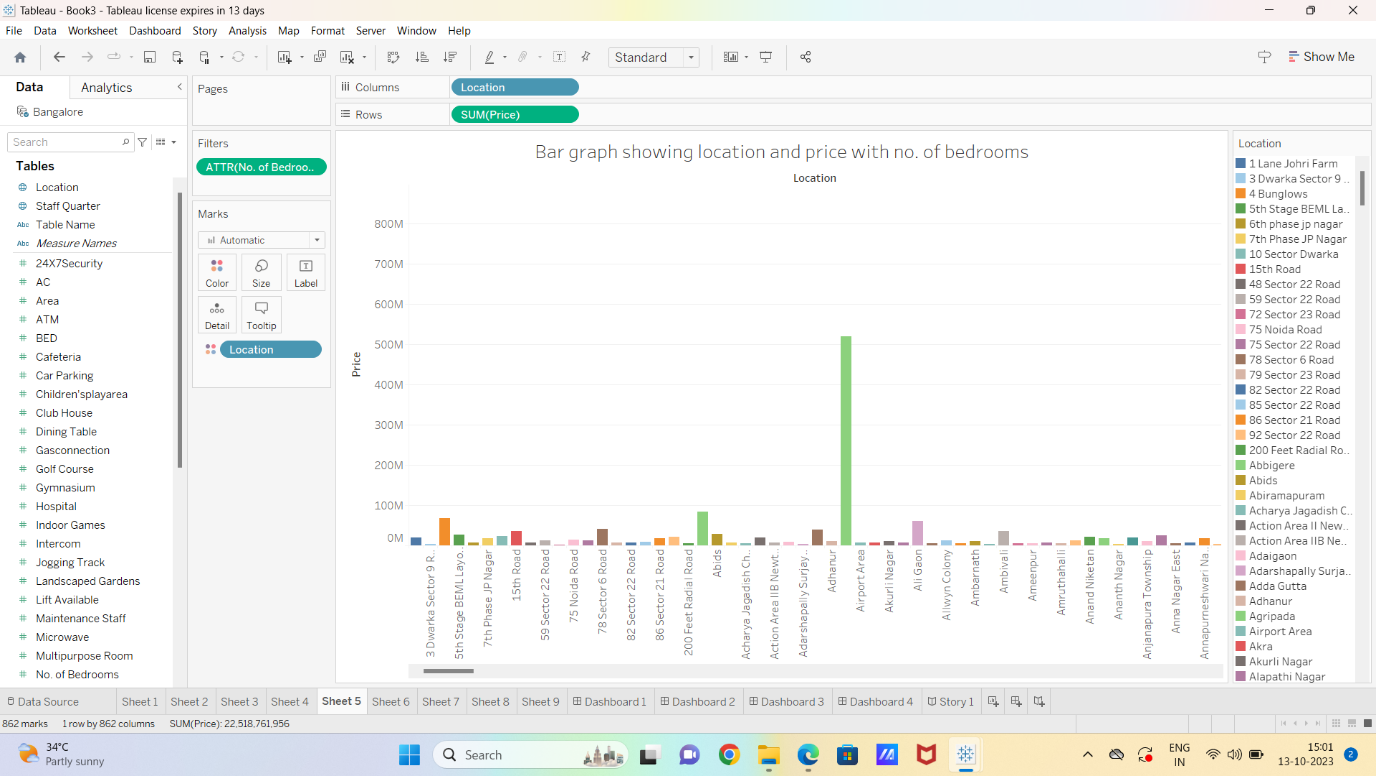 Tableau - Book3 - Tableau license expires in 13 days
File Data Worksheet Dashboard Story Analysis Map Format Server Window Help
Standard
Show Me
Data Analytics
Bangalore
Search
Tables
Location
Staff Quarter
Abc Table Name
Abc Measure Names
# 24X7Security
# AC
# Area
# ATM
# BED
# Cafeteria
# Car Parking
# Children'splayarea
# Club House
# Dining Table
# Gasconnection
# Golf Course
# Gymnasium
# Hospital
# Indoor Games
# Intercom
# Jogging Track
# Landscaped Gardens
# Lift Available
# Maintenance Staff
# Microwave
# Multipurpose Room
# No. of Bedrooms
Pages
Filters
ATTR(No. of Bedroo..
Marks
Automatic
Color Size Label
Detail Tooltip
Location
Columns Location
Rows SUM(Price)
Bar graph showing location and price with no. of bedrooms
Location
Price
800M
700M
600M
500M
400M
300M
200M
100M
0M
3 Dwarka Sector 9 R..
5th Stage BEML Layo..
7th Phase JP Nagar
15th Road
59 Sector 22 Road
75 Noida Road
78 Sector 6 Road
82 Sector 22 Road
86 Sector 21 Road
200 Feet Radial Road
Abids
Acharya Jagadish Ch..
Action Area IIB Newt..
Adarshapally Surjay..
Adhanur
Airport Area
Akurli Nagar
Ali Gaon
Allwyn Colony
Ambarnath
Ambivali
Ameenpur
Amruthahalli
Anand Niketan
Ananth Nagar
Anjanapura Township
Anna Nagar East
Annapurneshwari Na..
Location
1 Lane Johri Farm
3 Dwarka Sector 9 ..
4 Bunglows
5th Stage BEML La..
6th phase jp nagar
7th Phase JP Nagar
10 Sector Dwarka
15th Road
48 Sector 22 Road
59 Sector 22 Road
72 Sector 23 Road
75 Noida Road
75 Sector 22 Road
78 Sector 6 Road
79 Sector 23 Road
82 Sector 22 Road
85 Sector 22 Road
86 Sector 21 Road
92 Sector 22 Road
200 Feet Radial Ro..
Abbigere
Abids
Abiramapuram
Acharya Jagadish C..
Action Area II New..
Action Area IIB Ne..
Adaigaon
Adarshapally Surja..
Adda Gutta
Adhanur
Agripada
Airport Area
Akra
Akurli Nagar
Alapathi Nagar
Data Source Sheet 1 Sheet 2 Sheet 3 Sheet 4 Sheet 5 Sheet 6 Sheet 7 Sheet 8 Sheet 9 Dashboard 1 Dashboard 2 Dashboard 3 Dashboard 4 Story 1
862 marks 1 row by 862 columns SUM(Price): 22,518,761,956
34°C
Partly sunny
Search
ENG
IN
15:01
13-10-2023
2